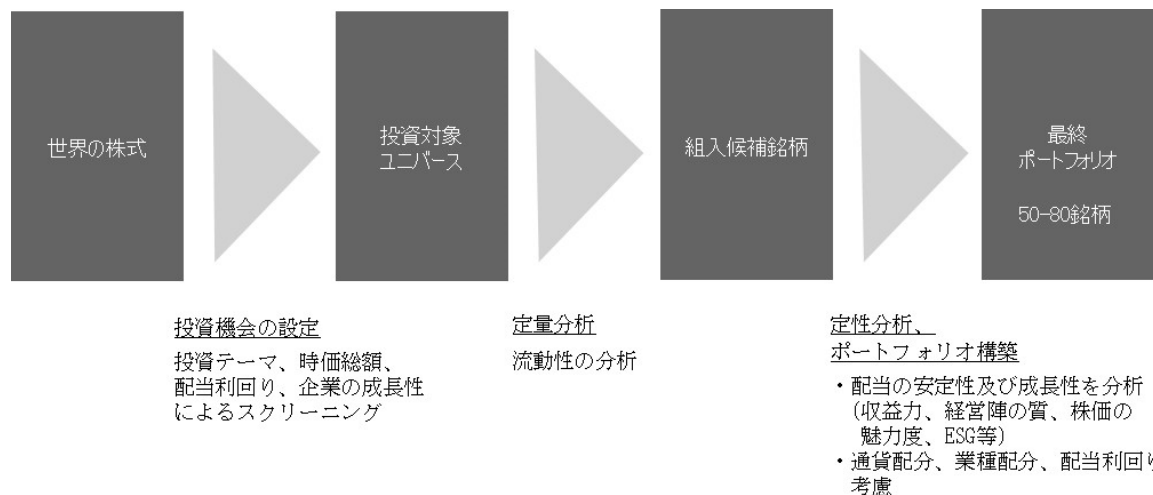 世界の株式
投資対象
ユニバース
組入候補銘柄
最終
ポートフォリオ
50-80銘柄
投資機会の設定
投資テーマ、時価総額、
配当利回り、企業の成長性
によるスクリーニング
定量分析
流動性の分析
定性分析、
ポートフォリオ構築
・配当の安定性及び成長性を分析
(収益力、経営陣の質、株価の
魅力度、ESG等)
・通貨配分、業種配分、配当利回り
考慮